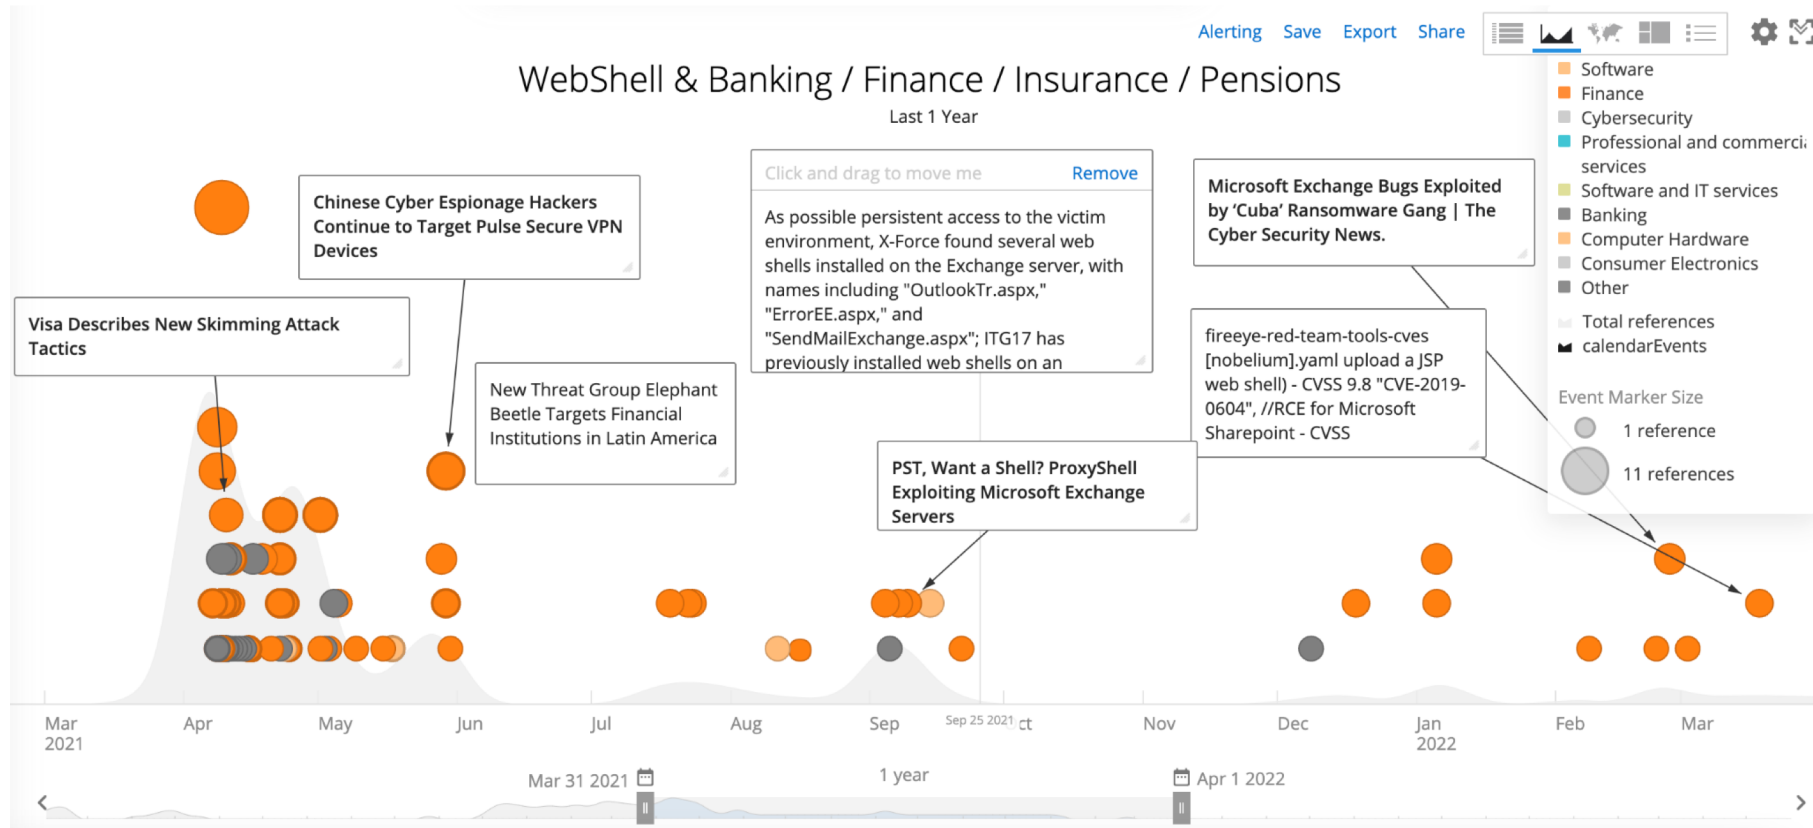 Alerting Save Export Share
WebShell & Banking / Finance / Insurance / Pensions
Last 1 Year
Software
Finance
Cybersecurity
Professional and commerci
services
Software and IT services
Banking
Computer Hardware
Consumer Electronics
Other
Total references
calendarEvents
Event Marker Size
1 reference
11 references
Chinese Cyber Espionage Hackers
Continue to Target Pulse Secure VPN
Devices
Visa Describes New Skimming Attack
Tactics
New Threat Group Elephant
Beetle Targets Financial
Institutions in Latin America
Click and drag to move me Remove
As possible persistent access to the victim
environment, X-Force found several web
shells installed on the Exchange server, with
names including "OutlookTr.aspx,"
"ErrorEE.aspx," and
"SendMailExchange.aspx"; ITG17 has
previously installed web shells on an
PST, Want a Shell? ProxyShell
Exploiting Microsoft Exchange
Servers
Microsoft Exchange Bugs Exploited
by ‘Cuba’ Ransomware Gang | The
Cyber Security News.
fireeye-red-team-tools-cves
[nobelium].yaml upload a JSP
web shell) - CVSS 9.8 "CVE-2019-
0604", //RCE for Microsoft
Sharepoint - CVSS
Mar Apr May Jun Jul Aug Sep Sep 25 2021 ct Nov Dec Jan Feb Mar
2021 2022
Mar 31 2021 1 year Apr 1 2022